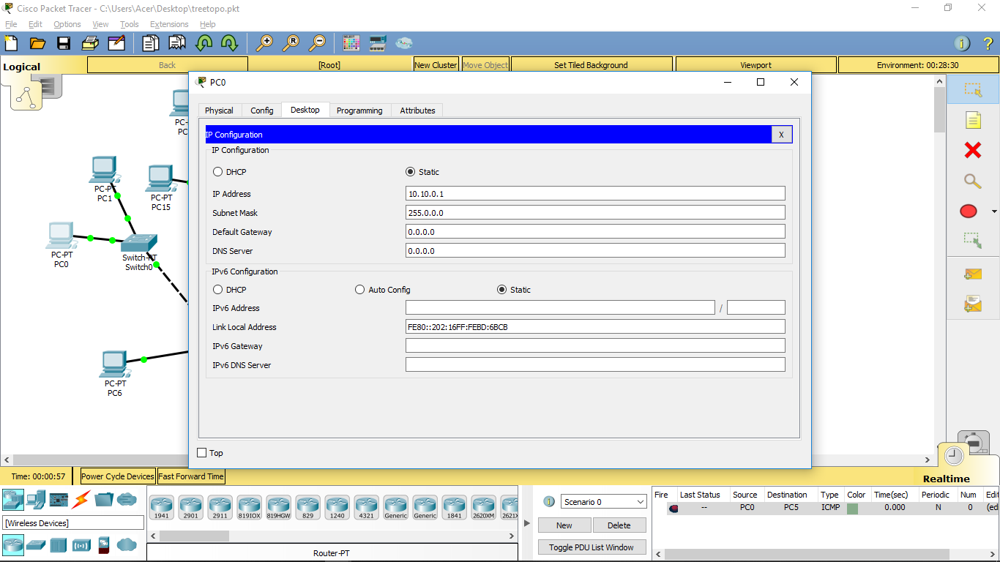 Cisco Packet Tracer - C:\Users\Acer\Desktop\treetopo.pkt
File Edit Options View Tools Extensions Help
Logical Back [Root] New Cluster Move Object Set Tiled Background Viewport Environment: 00:28:30
PC0
Physical Config Desktop Programming Attributes
IP Configuration X
IP Configuration
DHCP Static
IP Address 10.10.0.1
Subnet Mask 255.0.0.0
Default Gateway 0.0.0.0
DNS Server 0.0.0.0
IPv6 Configuration
DHCP Auto Config Static
IPv6 Address /
Link Local Address FE80::202:16FF:FEBD:6BCB
IPv6 Gateway
IPv6 DNS Server
Top
PC-PT
PC1
PC-PT
PC15
PC-PT
PC0
Switch-PT
Switch0
PC-PT
PC6
Time: 00:00:57 Power Cycle Devices Fast Forward Time Realtime
[Wireless Devices]
1941 2901 2911 819IOX 819HGW 829 1240 4321 Generic Generic 1841 2620XM 2621X
Router-PT
Scenario 0
New Delete
Toggle PDU List Window
Fire Last Status Source Destination Type Color Time(sec) Periodic Num Edit
-- PC0 PC5 ICMP 0.000 N 0 (edi